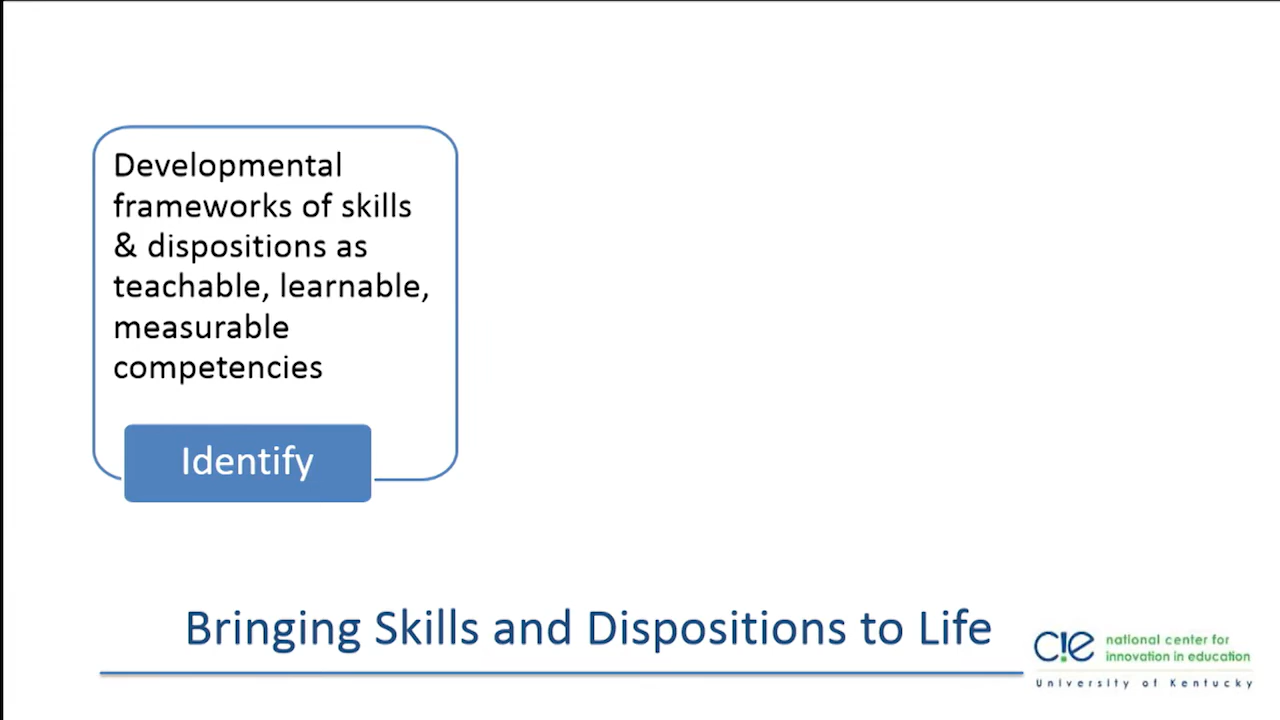 Developmental
frameworks of skills
& dispositions as
teachable, learnable,
measurable
competencies
Identify
Bringing Skills and Dispositions to Life
c!e
national center for
innovation in education
University of Kentucky